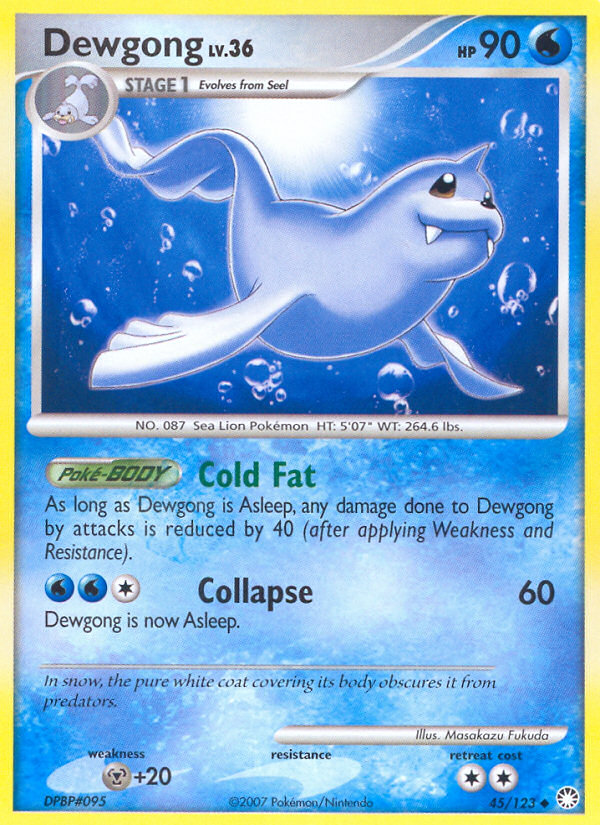 Dewgong LV.36
HP 90
STAGE 1 Evolves from Seel
NO. 087 Sea Lion Pokémon HT: 5'07" WT: 264.6 lbs.
Poké-BODY Cold Fat
As long as Dewgong is Asleep, any damage done to Dewgong
by attacks is reduced by 40 (after applying Weakness and
Resistance).
Collapse 60
Dewgong is now Asleep.
In snow, the pure white coat covering its body obscures it from
predators.
Illus. Masakazu Fukuda
weakness resistance retreat cost
+20
DPBP#095 ©2007 Pokémon/Nintendo 45/123